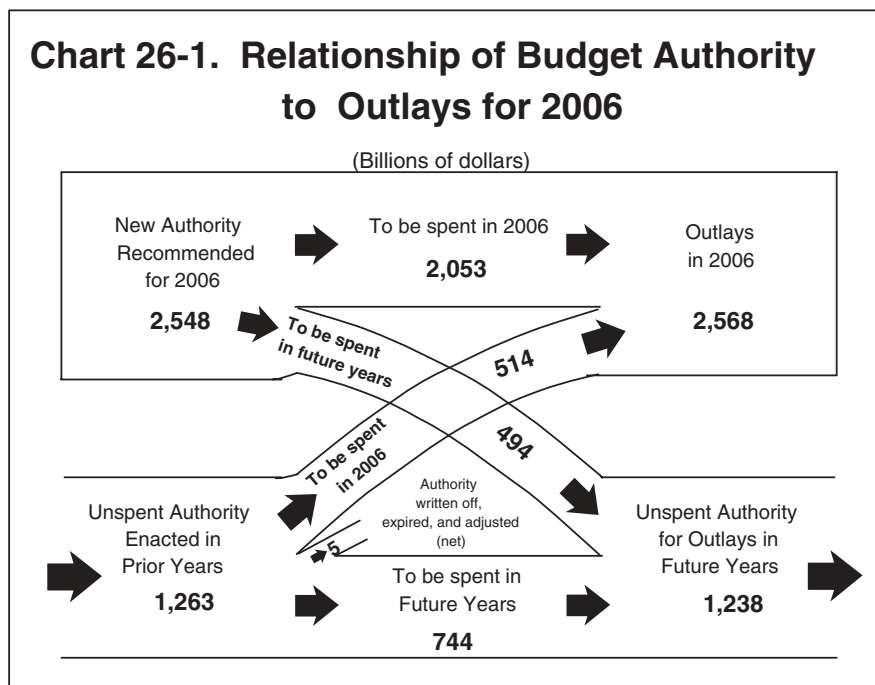 Chart 26-1. Relationship of Budget Authority
to Outlays for 2006
(Billions of dollars)
New Authority
Recommended
for 2006
2,548
To be spent in 2006
2,053
Outlays
in 2006
2,568
To be spent
in future years
494
To be spent
in 2006
514
Authority
written off,
expired, and adjusted
(net)
5
Unspent Authority
Enacted in
Prior Years
1,263
To be spent in
Future Years
744
Unspent Authority
for Outlays in
Future Years
1,238